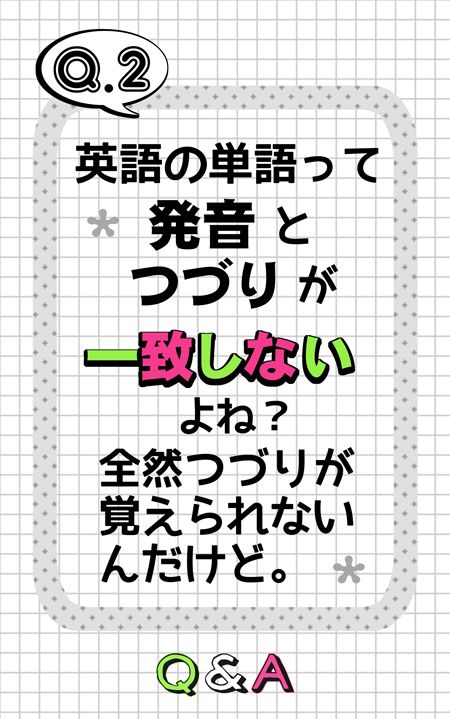 Q.2
英語の単語って
発音と
つづりが
一致しない
よね？
全然つづりが
覚えられない
んだけど。
Q&A